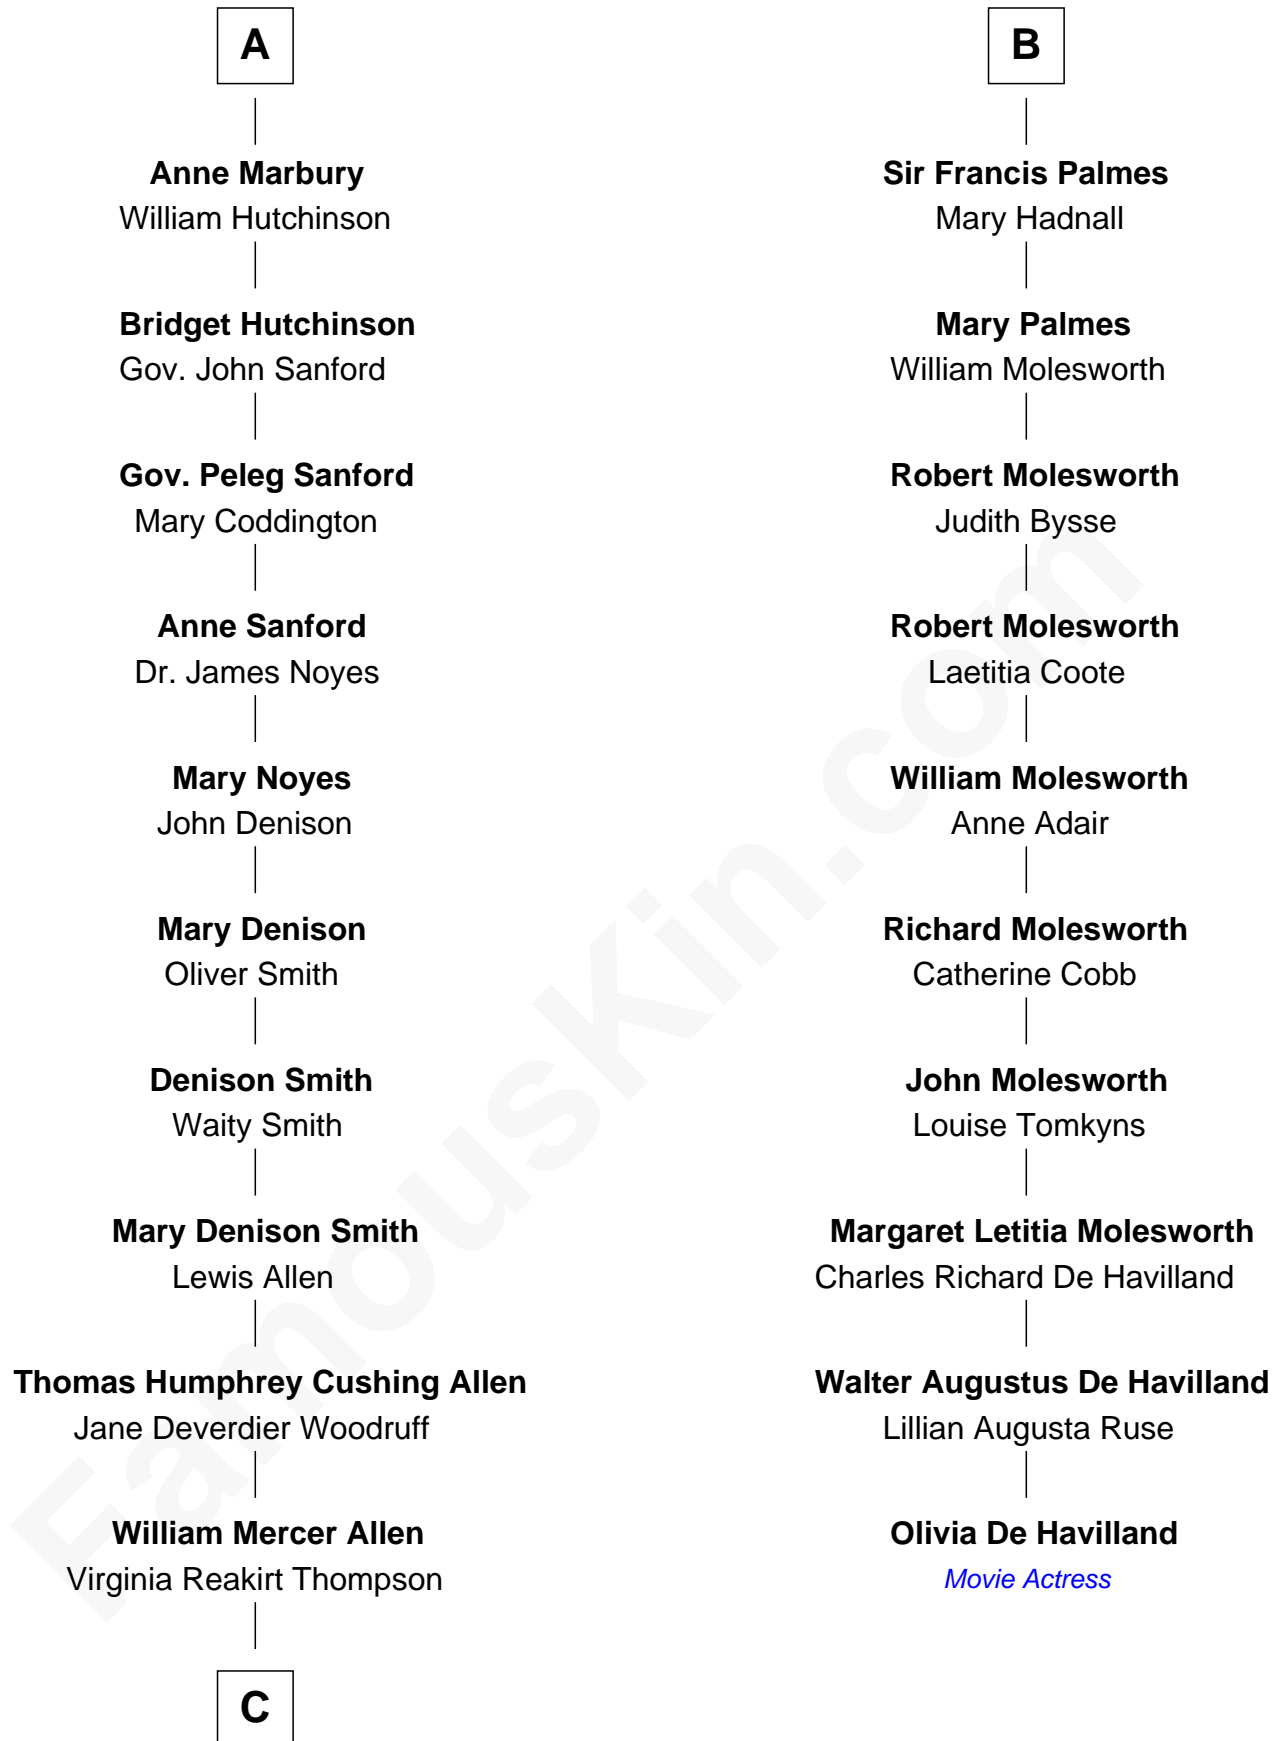 A
Anne Marbury
William Hutchinson
Bridget Hutchinson
Gov. John Sanford
Gov. Peleg Sanford
Mary Coddington
Anne Sanford
Dr. James Noyes
Mary Noyes
John Denison
Mary Denison
Oliver Smith
Denison Smith
Waity Smith
Mary Denison Smith
Lewis Allen
Thomas Humphrey Cushing Allen
Jane Deverdier Woodruff
William Mercer Allen
Virginia Reakirt Thompson
C
B
Sir Francis Palmes
Mary Hadnall
Mary Palmes
William Molesworth
Robert Molesworth
Judith Bysse
Robert Molesworth
Laetitia Coote
William Molesworth
Anne Adair
Richard Molesworth
Catherine Cobb
John Molesworth
Louise Tomkyns
Margaret Letitia Molesworth
Charles Richard De Havilland
Walter Augustus De Havilland
Lillian Augusta Ruse
Olivia De Havilland
Movie Actress
FamousKin.com